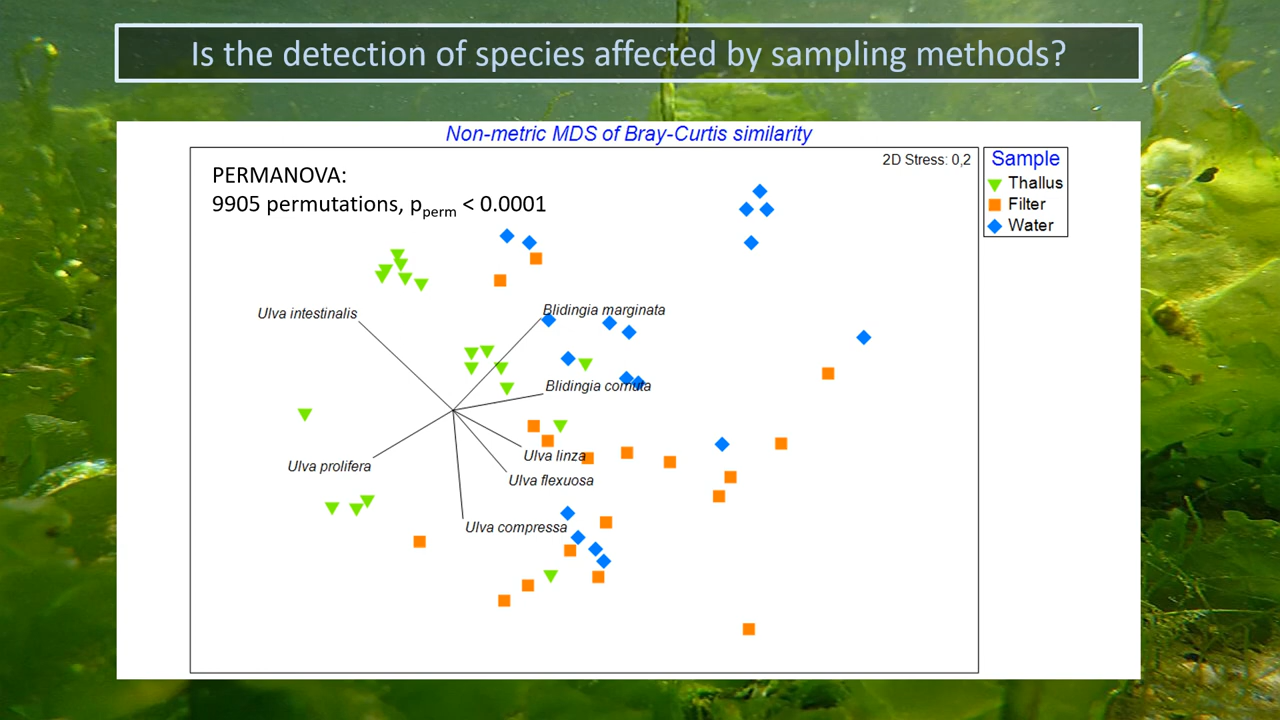 Is the detection of species affected by sampling methods?
Non-metric MDS of Bray-Curtis similarity
PERMANOVA:
9905 permutations, pperm < 0.0001
2D Stress: 0,2
Sample
Thallus
Filter
Water
Ulva intestinalis
Blidingia marginata
Blidingia cornuta
Ulva linza
Ulva prolifera
Ulva flexuosa
Ulva compressa